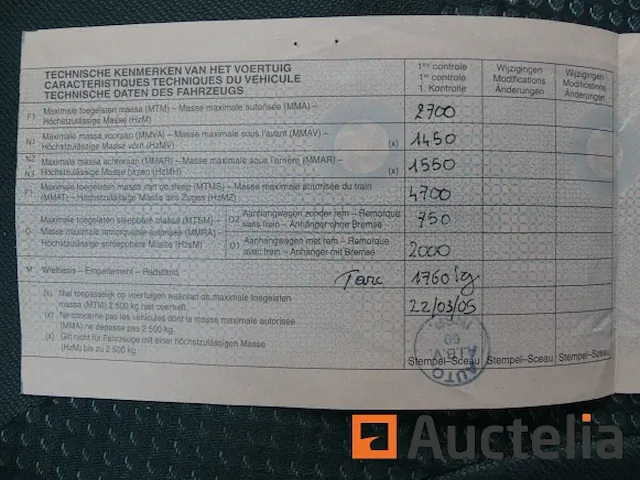 TECHNISCHE KENMERKEN VAN HET VOERTUIG
CARACTERISTIQUES TECHNIQUES DU VEHICULE
TECHNISCHE DATEN DES FAHRZEUGS
1ste controle
1er contrôle
1. Kontrolle
Wijzigingen
Modifications
Änderungen
Wijzigingen
Modifications
Änderungen
F1 Maximale toegelaten massa (MTM) – Masse maximale autorisée (MMA) –
Höchstzulässige Masse (HzM)
2700
N1 Maximale massa vooraan (MMVA) – Masse maximale sous l'avant (MMAV) –
Höchstzulässige Masse vorn (HzMV) (x)
1450
N2
N3
Maximale massa achteraan (MMAR) – Masse maximale sous l'arrière (MMAR) –
Höchstzulässige Masse hinten (HzMH) (x)
1550
Maximale toegelaten massa van de sleep (MTMS) – Masse maximale autorisée du train
(MMAT) – Höchstzulässige Masse des Zuges (HzMZ)
4700
O Maximale toegelaten sleepbare massa (MTSM) –
Masse maximale remorquable autorisée (MMRA) –
Höchstzulässige schleppbare Masse (HzsM)
O2 Aanhangwagen zonder rem – Remorque
sans frein – Anhänger ohne Bremse
750
O1 Aanhangwagen met rem – Remorque
avec frein – Anhänger mit Bremse
2000
M Wielbasis – Empattement – Radstand
Tare 1760 kg
(x) Niet toepasselijk op voertuigen waarvan de maximale toegelaten
massa (MTM) 2.500 kg niet overtreft.
(x) Ne concerne pas les véhicules dont la masse maximale autorisée
(MMA) ne dépasse pas 2.500 kg.
(x) Gilt nicht für Fahrzeuge mit einer höchstzulässigen Masse
(HzM) bis zu 2.500 kg.
22/03/05
AUTO
A.I.B.V.
59
INSP.
Stempel-Sceau
Stempel-Sceau
Stempel-Sceau
Auctelia